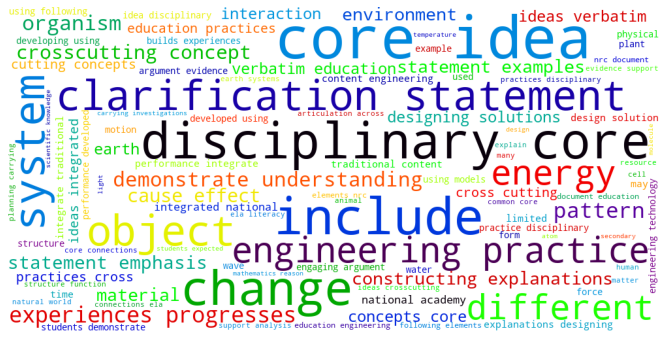 using following
idea disciplinary
interaction
environment
core idea
ideas verbatim
organism
education practices
temperature
physical
developing using
builds experiences
example
plant
crosscutting concept
cutting concepts
argument evidence
verbatim education
statement examples
nrc document
evidence support
earth systems
content engineering
used
practices disciplinary
system
scientific knowledge
clarification statement
carrying investigations
articulation across
developed using
designing solutions
design solution
motion
design
disciplinary core
molecule
planning carrying
integrate traditional
ideas integrated
performance developed
earth
performance integrate
traditional content
explain
many
resource
light
demonstrate understanding
using models
energy
cell
elements nrc
cross cutting
document education
cause effect
animal
common core
may
integrated national
ela literacy
include
limited
pattern
object
practice disciplinary
engineering technology
structure
core connections
students expected
form
atom
secondary
wave
engineering practice
statement emphasis
engaging argument
water
structure function
mathematics reason
ideas crosscutting
human
practices cross
change
constructing explanations
matter
time
material
national academy
different
force
natural world
connections ela
experiences progresses
concepts core
students demonstrate
support analysis
education engineering
following elements
explanations designing